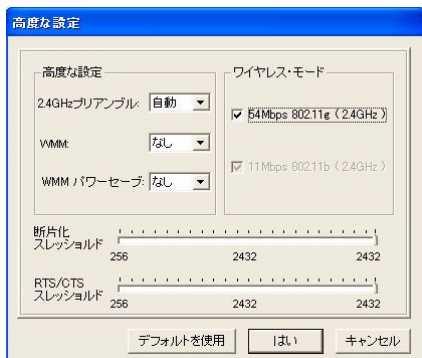 高度な設定
高度な設定
2.4GHzプリアンブル: 自動
WMM: なし
WMM パワーセーブ: なし
ワイヤレス・モード
54Mbps 802.11g ( 2.4GHz )
11Mbps 802.11b ( 2.4GHz )
断片化
スレッショルド
256 2432 2432
RTS/CTS
スレッショルド
256 2432 2432
デフォルトを使用 はい キャンセル